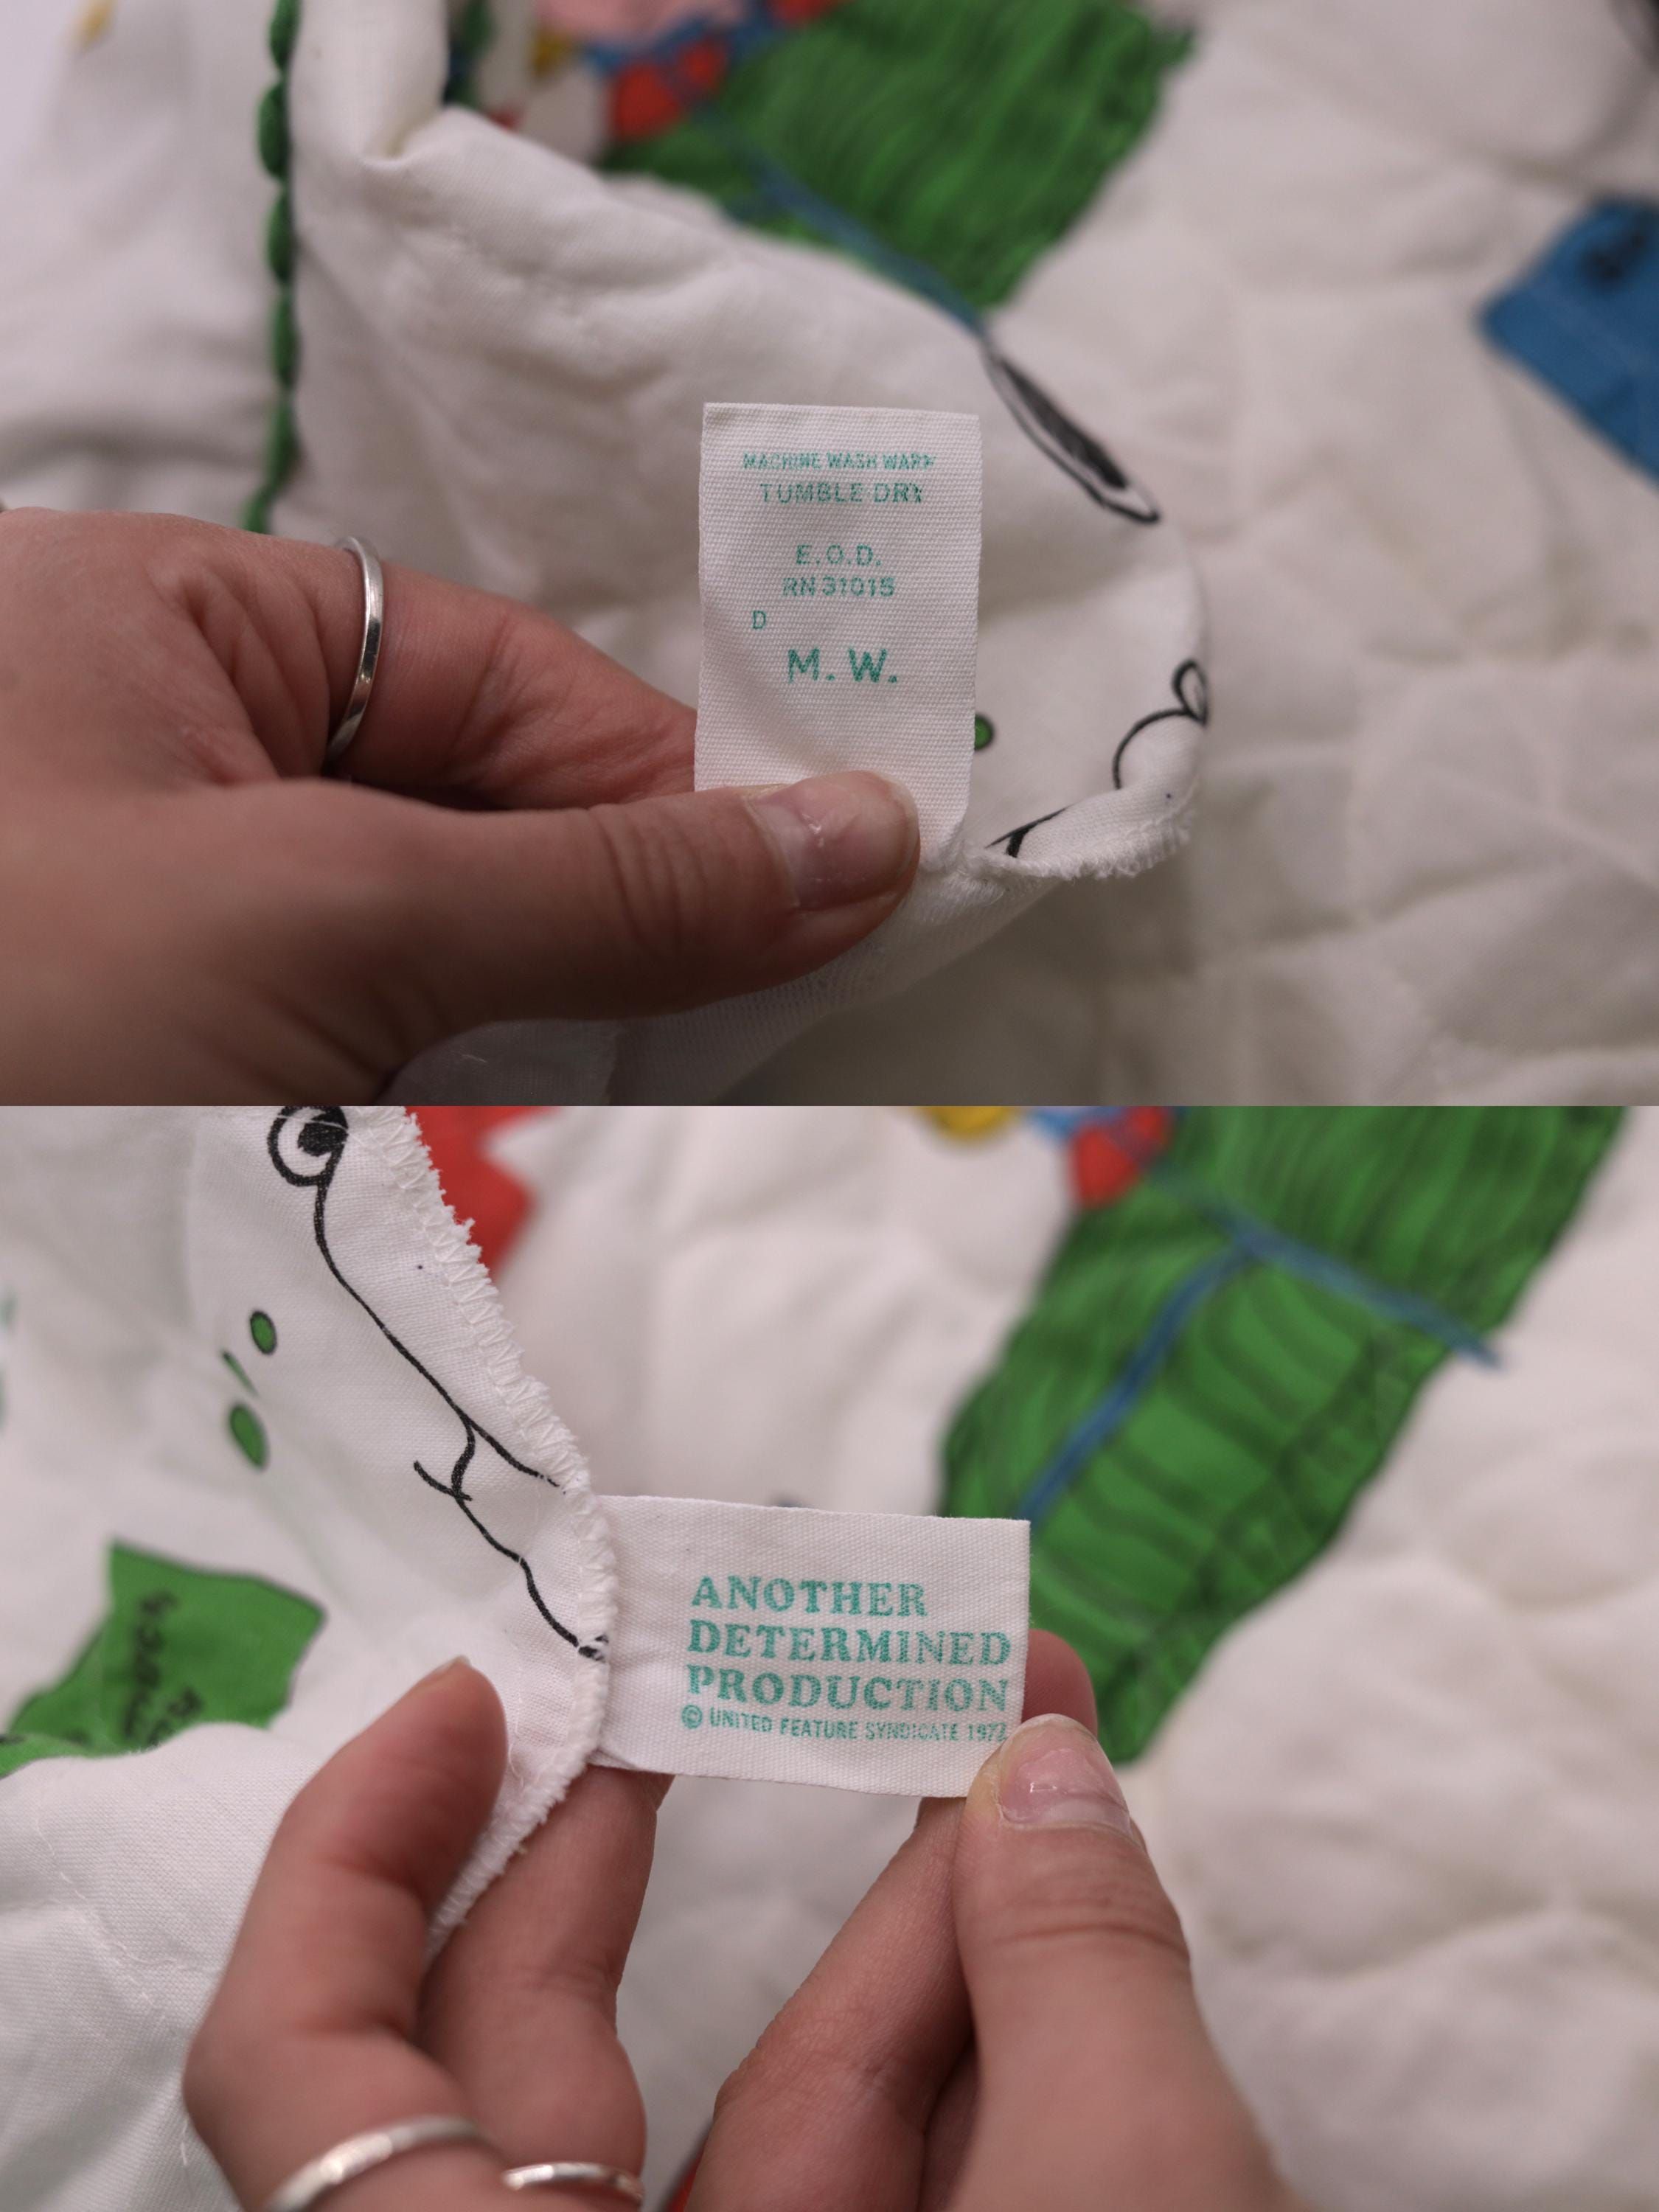 MACHINE WASH WARM
TUMBLE DRY
E.O.D.
RN 31015
D
M. W.
ANOTHER
DETERMINED
PRODUCTION
© UNITED FEATURE SYNDICATE 1972